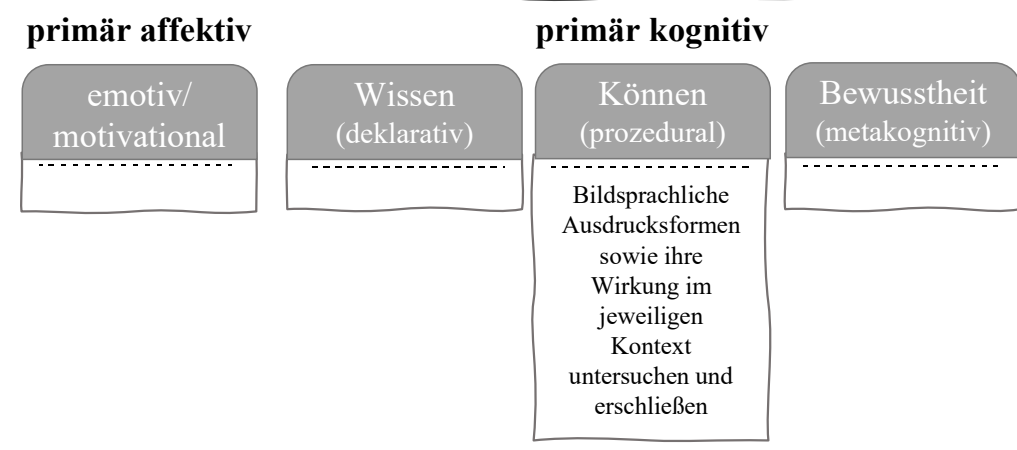 primär affektiv
primär kognitiv
emotiv/
motivational
Wissen
(deklarativ)
Können
(prozedural)
Bewusstheit
(metakognitiv)
Bildsprachliche
Ausdrucksformen
sowie ihre
Wirkung im
jeweiligen
Kontext
untersuchen und
erschließen